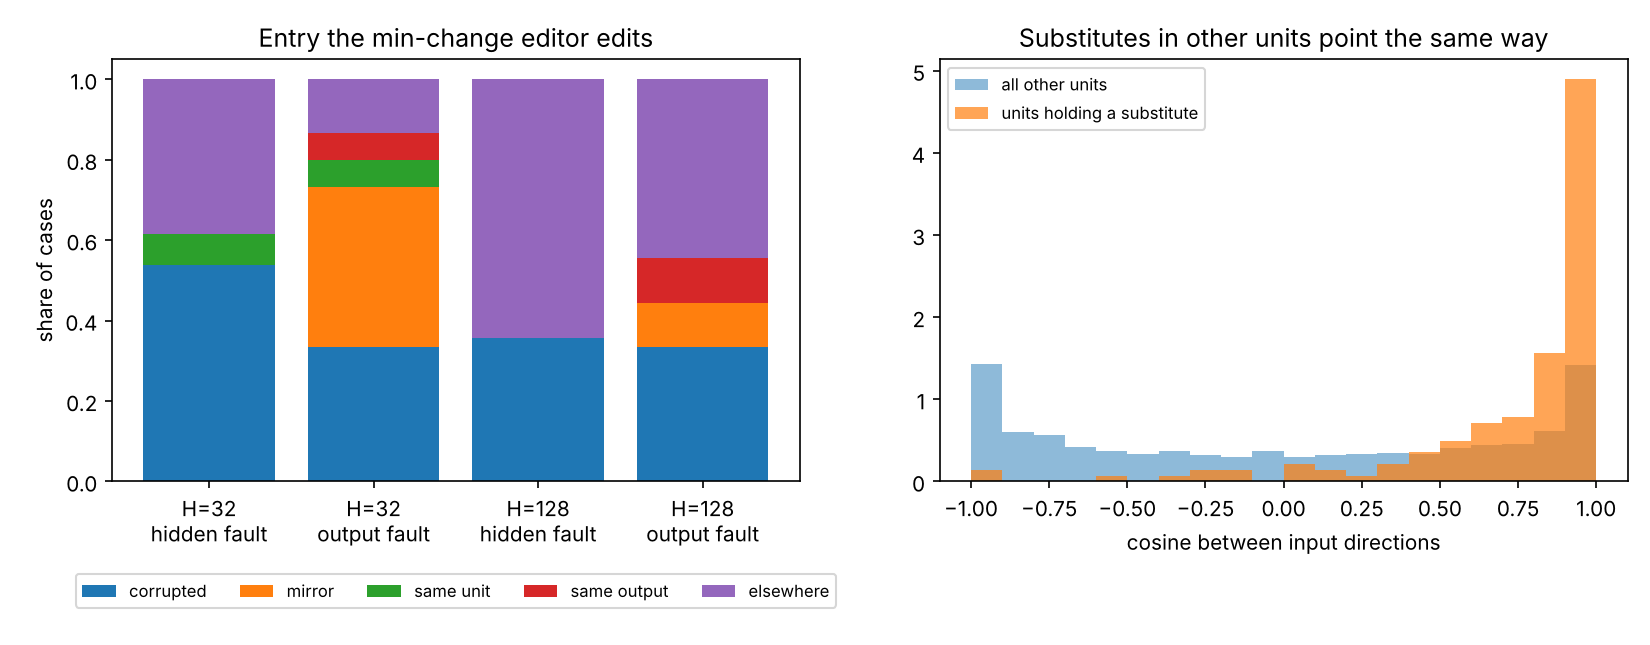 Entry the min-change editor edits
share of cases
1.0
0.8
0.6
0.4
0.2
0.0
H=32
hidden fault
H=32
output fault
H=128
hidden fault
H=128
output fault
corrupted
mirror
same unit
same output
elsewhere
Substitutes in other units point the same way
all other units
units holding a substitute
5
4
3
2
1
0
−1.00 −0.75 −0.50 −0.25 0.00 0.25 0.50 0.75 1.00
cosine between input directions